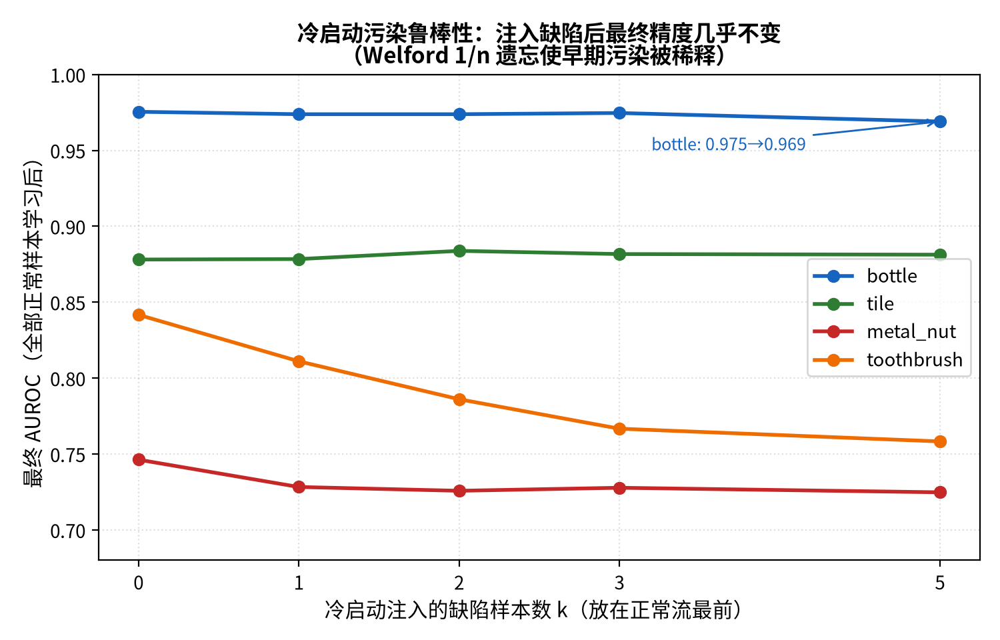 冷启动污染鲁棒性：注入缺陷后最终精度几乎不变
（Welford 1/n 遗忘使早期污染被稀释）
1.00
0.95
0.90
0.85
0.80
0.75
0.70
最终 AUROC（全部正常样本学习后）
bottle: 0.975→0.969
bottle
tile
metal_nut
toothbrush
0 1 2 3 5
冷启动注入的缺陷样本数 k（放在正常流最前）